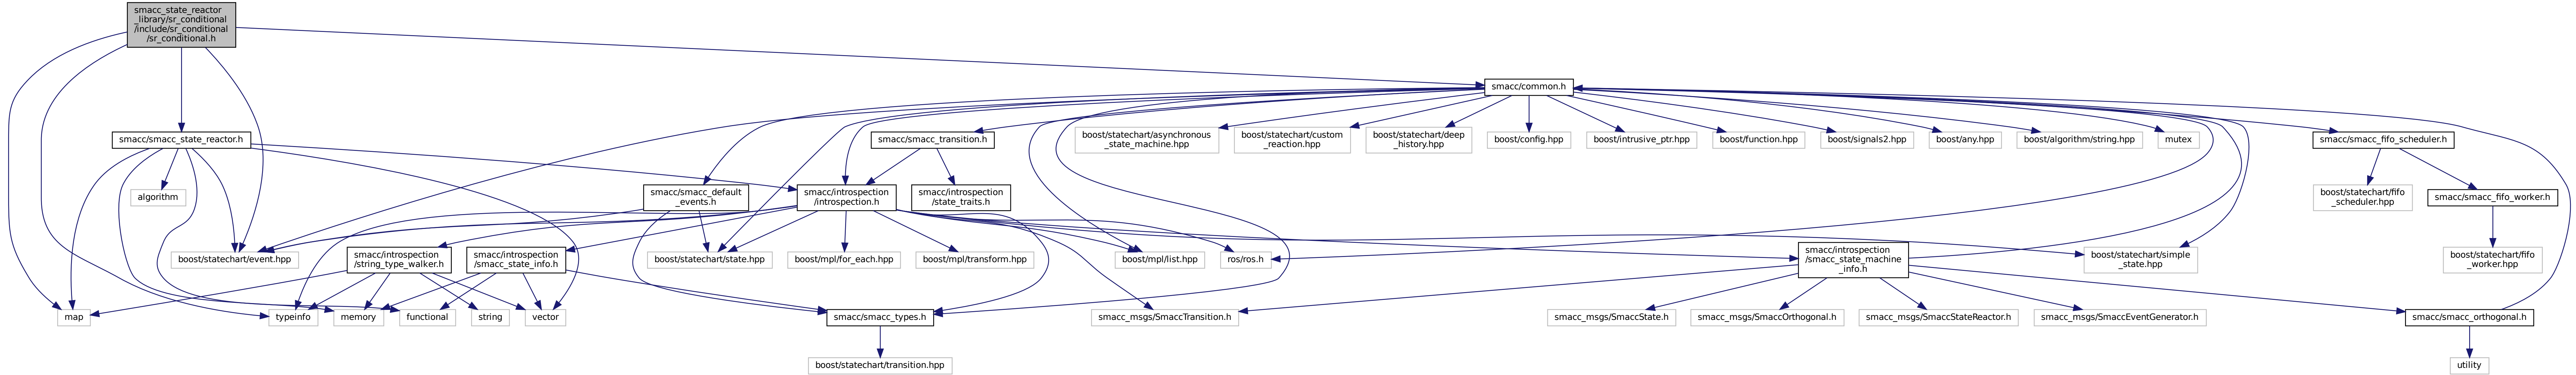 smacc_state_reactor
_library/sr_conditional
/include/sr_conditional
/sr_conditional.h
smacc/common.h
smacc/smacc_state_reactor.h
smacc/smacc_transition.h
boost/statechart/asynchronous
_state_machine.hpp
boost/statechart/custom
_reaction.hpp
boost/statechart/deep
_history.hpp
boost/config.hpp
boost/intrusive_ptr.hpp
boost/function.hpp
boost/signals2.hpp
boost/any.hpp
boost/algorithm/string.hpp
mutex
smacc/smacc_fifo_scheduler.h
algorithm
smacc/smacc_default
_events.h
smacc/introspection
/introspection.h
smacc/introspection
/state_traits.h
boost/statechart/fifo
_scheduler.hpp
smacc/smacc_fifo_worker.h
boost/statechart/event.hpp
smacc/introspection
/string_type_walker.h
smacc/introspection
/smacc_state_info.h
boost/statechart/state.hpp
boost/mpl/for_each.hpp
boost/mpl/transform.hpp
boost/mpl/list.hpp
ros/ros.h
smacc/introspection
/smacc_state_machine
_info.h
boost/statechart/simple
_state.hpp
boost/statechart/fifo
_worker.hpp
map
typeinfo
memory
functional
string
vector
smacc/smacc_types.h
smacc_msgs/SmaccTransition.h
smacc_msgs/SmaccState.h
smacc_msgs/SmaccOrthogonal.h
smacc_msgs/SmaccStateReactor.h
smacc_msgs/SmaccEventGenerator.h
smacc/smacc_orthogonal.h
boost/statechart/transition.hpp
utility